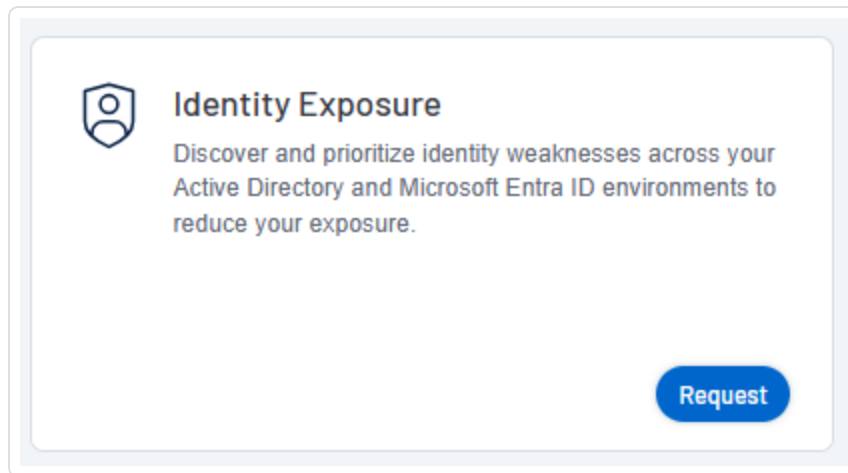 Identity Exposure
Discover and prioritize identity weaknesses across your
Active Directory and Microsoft Entra ID environments to
reduce your exposure.
Request